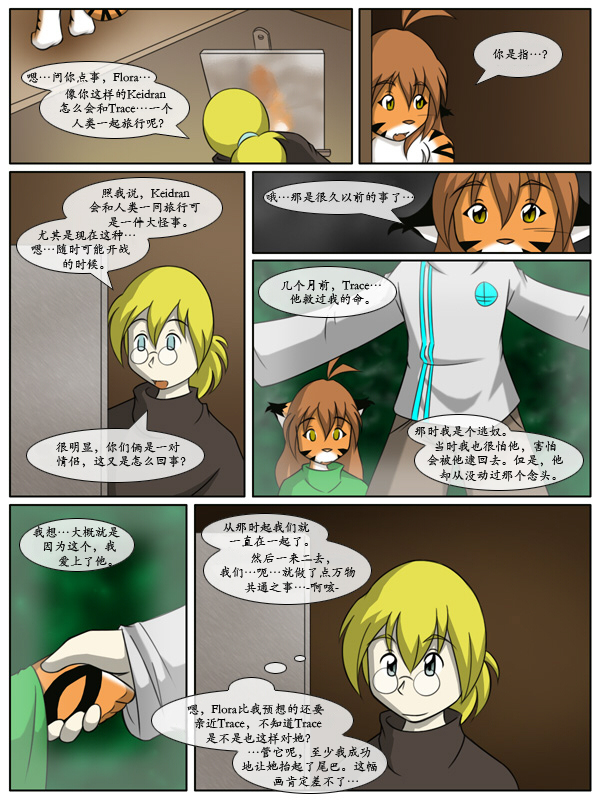 嗯…问你点事，Flora…
像你这样的Keidran
怎么会和Trace…一个
人类一起旅行呢？
你是指…？
照我说，Keidran
会和人类一同旅行可
是一件大怪事。
尤其是现在这种…
嗯…随时可能开战
的时候。
很明显，你们俩是一对
情侣，这又是怎么回事？
哦…那是很久以前的事了…
几个月前，Trace…
他救过我的命。
那时我是个逃奴。
当时我也很怕他，害怕
会被他逮回去。但是，他
却从没动过那个念头。
我想…大概就是
因为这个，我
爱上了他。
从那时起我们就
一直在一起了。
然后一来二去，
我们…呃…就做了点万物
共通之事…-啊咳-
嗯，Flora比我预想的还要
亲近Trace，不知道Trace
是不是也这样对她？
…管它呢，至少我成功
地让她抬起了尾巴。这幅
画肯定差不了…